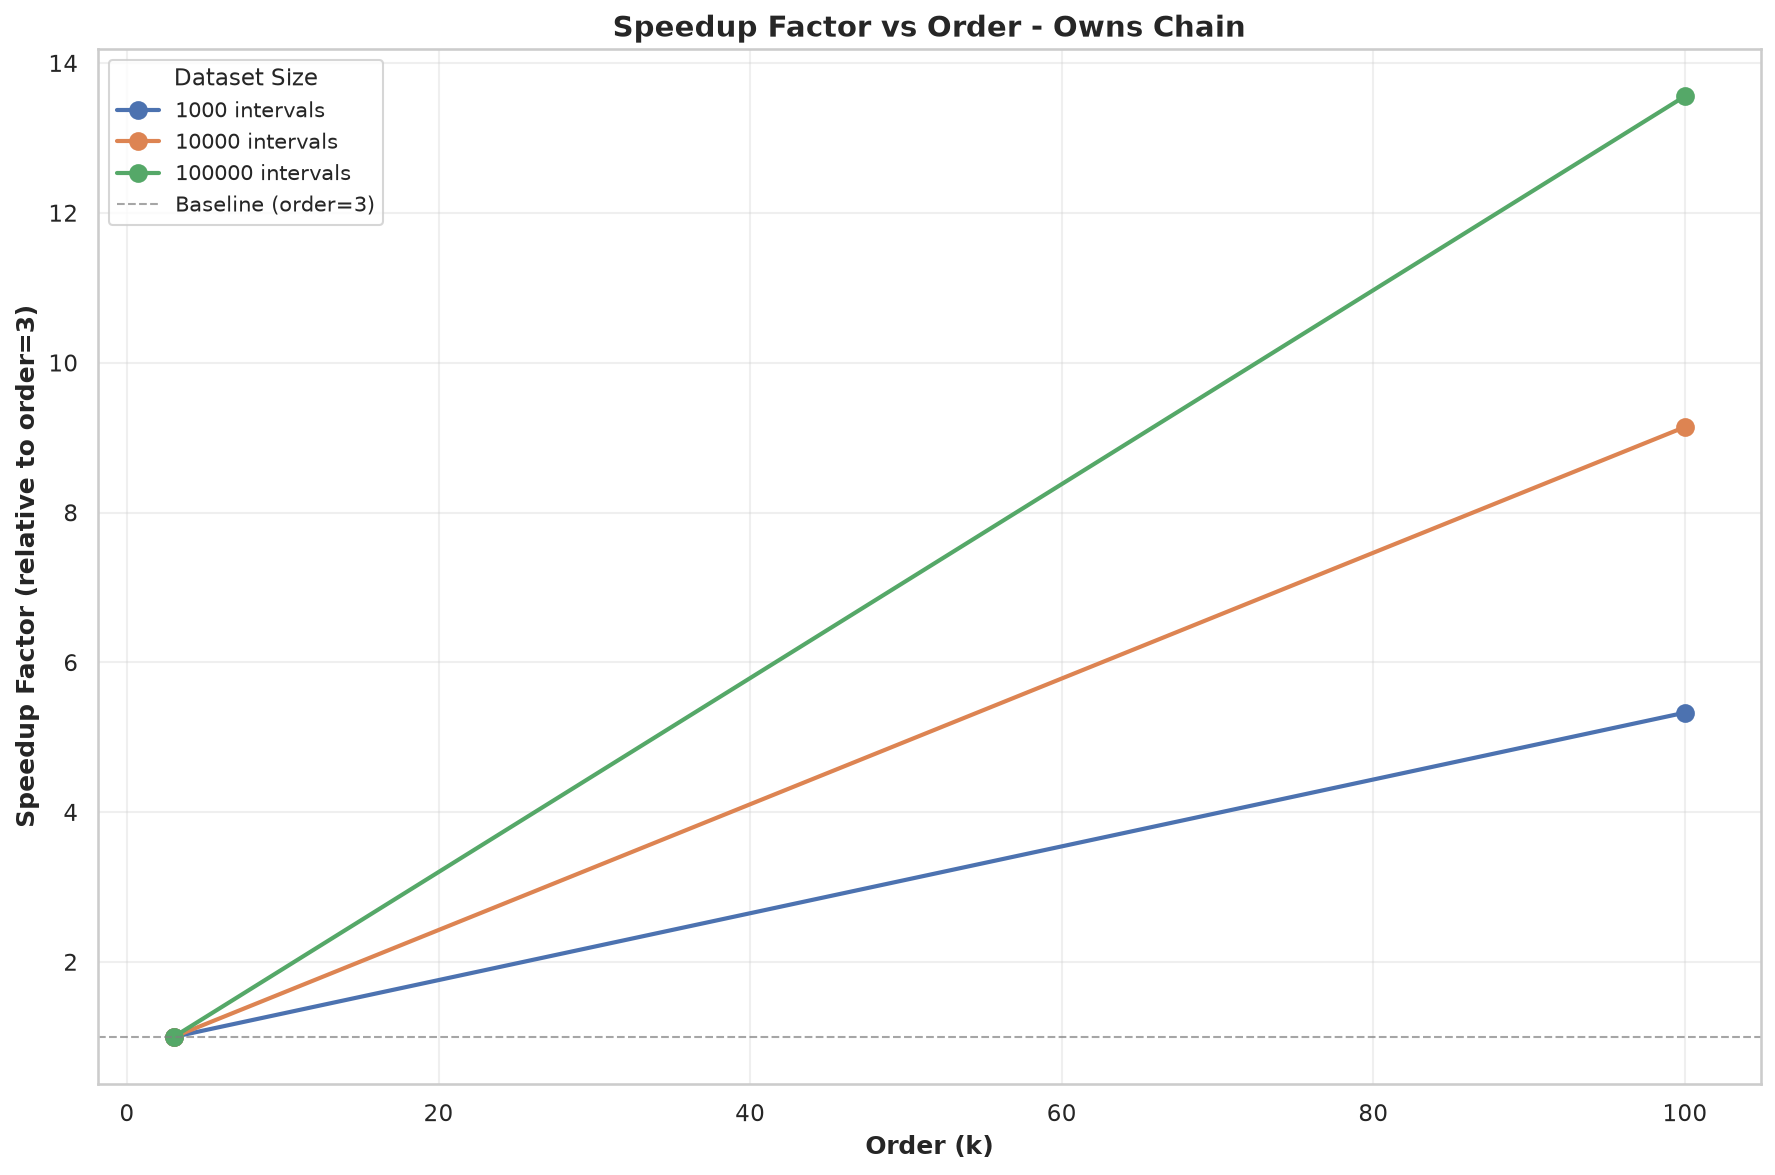 Speedup Factor vs Order - Owns Chain
Dataset Size
1000 intervals
10000 intervals
100000 intervals
Baseline (order=3)
Speedup Factor (relative to order=3)
14
12
10
8
6
4
2
0 20 40 60 80 100
Order (k)